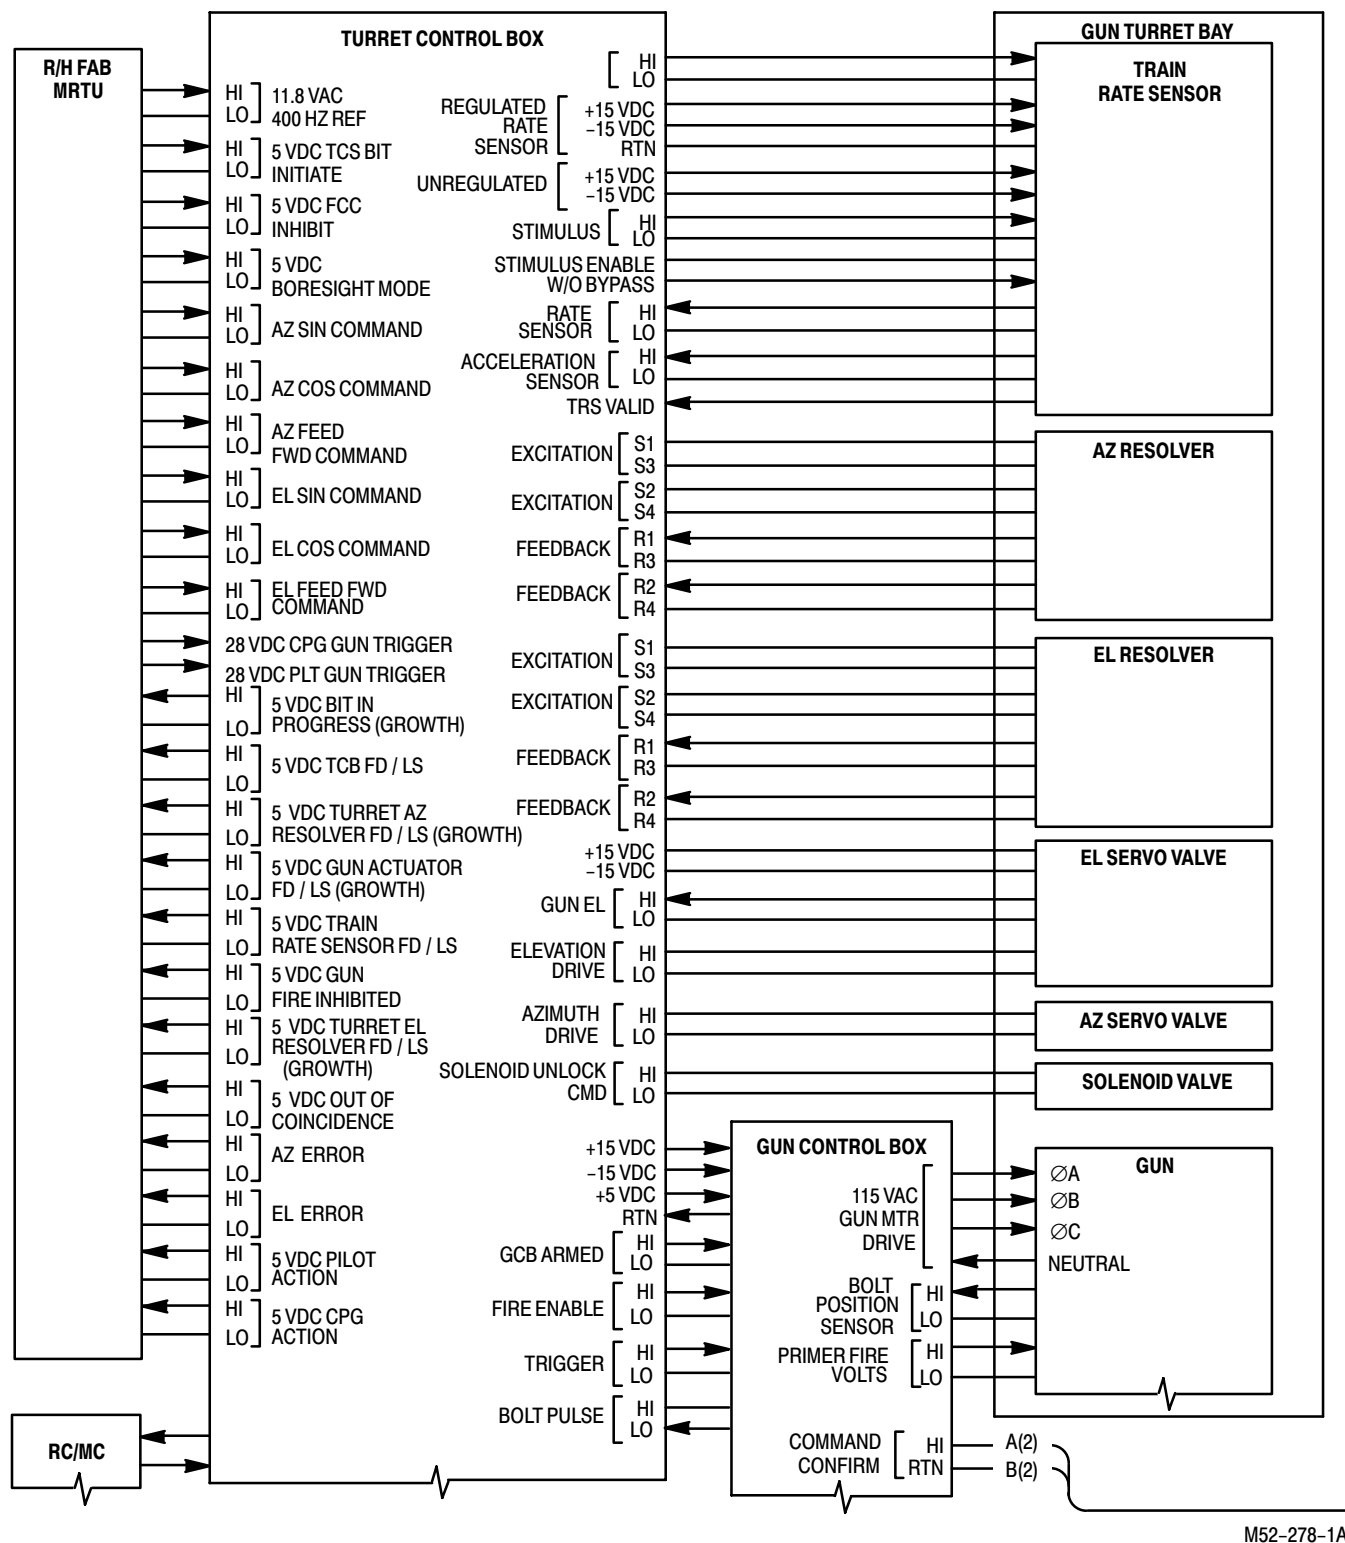 TURRET CONTROL BOX
GUN TURRET BAY
R/H FAB
MRTU
HI
LO
11.8 VAC
400 HZ REF
HI
LO
5 VDC TCS BIT
INITIATE
HI
LO
5 VDC FCC
INHIBIT
HI
LO
5 VDC
BORESIGHT MODE
HI
LO
AZ SIN COMMAND
HI
LO
AZ COS COMMAND
HI
LO
AZ FEED
FWD COMMAND
HI
LO
EL SIN COMMAND
HI
LO
EL COS COMMAND
HI
LO
EL FEED FWD
COMMAND
28 VDC CPG GUN TRIGGER
28 VDC PLT GUN TRIGGER
HI
LO
5 VDC BIT IN
PROGRESS (GROWTH)
HI
LO
5 VDC TCB FD / LS
HI
LO
5 VDC TURRET AZ
RESOLVER FD / LS (GROWTH)
HI
LO
5 VDC GUN ACTUATOR
FD / LS (GROWTH)
HI
LO
5 VDC TRAIN
RATE SENSOR FD / LS
HI
LO
5 VDC GUN
FIRE INHIBITED
HI
LO
5 VDC TURRET EL
RESOLVER FD / LS
(GROWTH)
HI
LO
5 VDC OUT OF
COINCIDENCE
HI
LO
AZ ERROR
HI
LO
EL ERROR
HI
LO
5 VDC PILOT
ACTION
HI
LO
5 VDC CPG
ACTION
RC/MC
HI
LO
REGULATED
RATE
SENSOR
+15 VDC
−15 VDC
RTN
UNREGULATED
+15 VDC
−15 VDC
STIMULUS
HI
LO
STIMULUS ENABLE
W/O BYPASS
RATE
SENSOR
HI
LO
ACCELERATION
SENSOR
HI
LO
TRS VALID
EXCITATION
S1
S3
EXCITATION
S2
S4
FEEDBACK
R1
R3
FEEDBACK
R2
R4
EXCITATION
S1
S3
EXCITATION
S2
S4
FEEDBACK
R1
R3
FEEDBACK
R2
R4
+15 VDC
−15 VDC
GUN EL
HI
LO
ELEVATION
DRIVE
HI
LO
AZIMUTH
DRIVE
HI
LO
SOLENOID UNLOCK
CMD
HI
LO
+15 VDC
−15 VDC
+5 VDC
RTN
GCB ARMED
HI
LO
FIRE ENABLE
HI
LO
TRIGGER
HI
LO
BOLT PULSE
HI
LO
TRAIN
RATE SENSOR
AZ RESOLVER
EL RESOLVER
EL SERVO VALVE
AZ SERVO VALVE
SOLENOID VALVE
GUN CONTROL BOX
115 VAC
GUN MTR
DRIVE
BOLT
POSITION
SENSOR
HI
LO
PRIMER FIRE
VOLTS
HI
LO
COMMAND
CONFIRM
HI
RTN
GUN
∅A
∅B
∅C
NEUTRAL
A(2)
B(2)
M52−278−1A